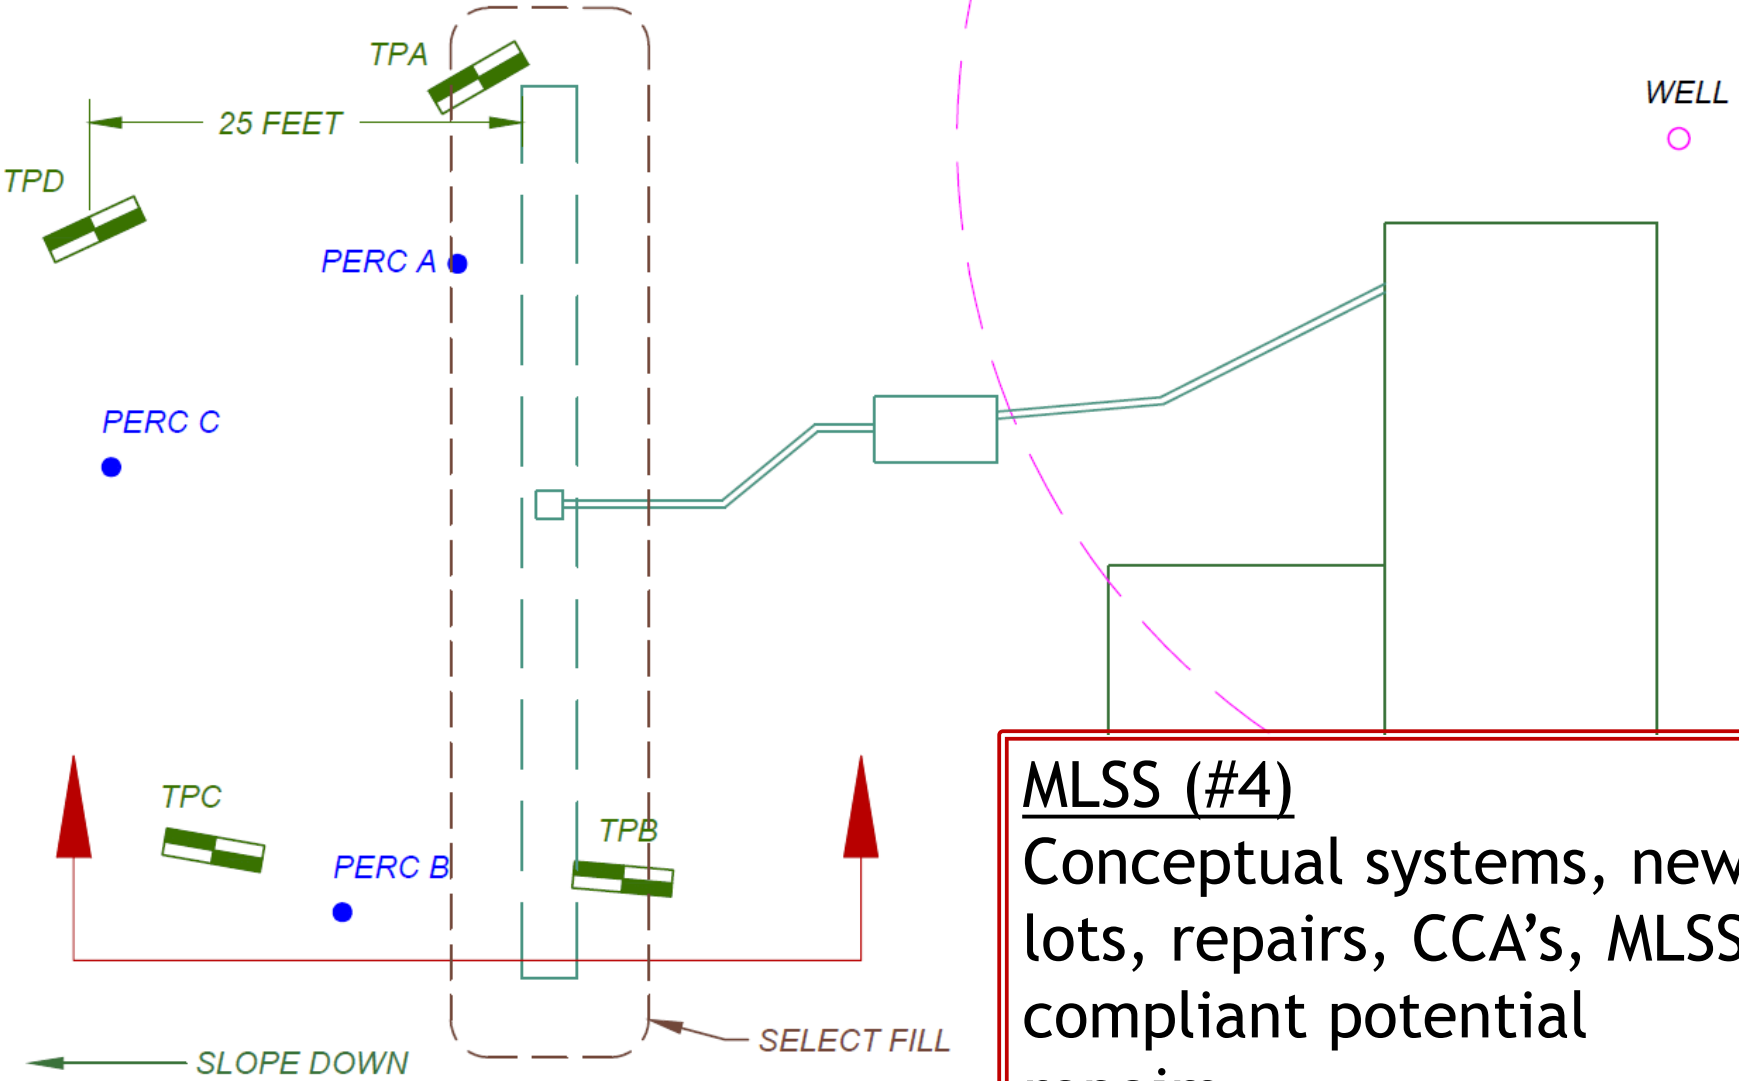 TPA
25 FEET
WELL
TPD
PERC A
PERC C
TPC
TPB
PERC B
SELECT FILL
SLOPE DOWN
MLSS (#4)
Conceptual systems, new
lots, repairs, CCA's, MLSS
compliant potential